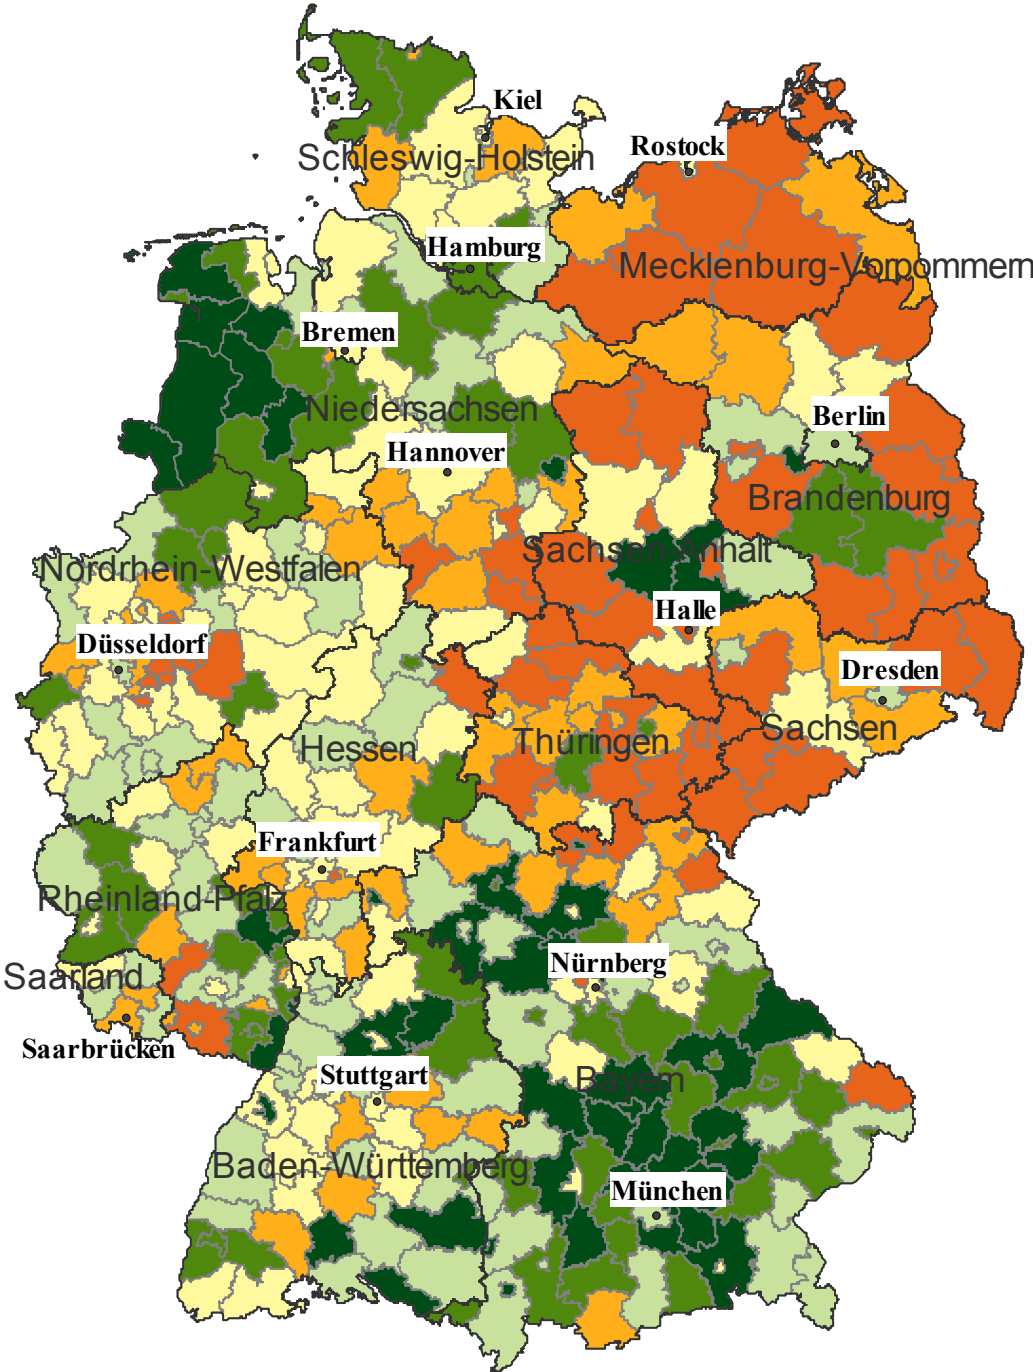 Kiel
Schleswig-Holstein
Rostock
Hamburg
Mecklenburg-Vorpommern
Bremen
Niedersachsen
Berlin
Hannover
Brandenburg
Sachsen-Anhalt
Nordrhein-Westfalen
Halle
Düsseldorf
Dresden
Sachsen
Hessen
Thüringen
Frankfurt
Rheinland-Pfalz
Nürnberg
Saarland
Saarbrücken
Stuttgart
Bayern
Baden-Württemberg
München